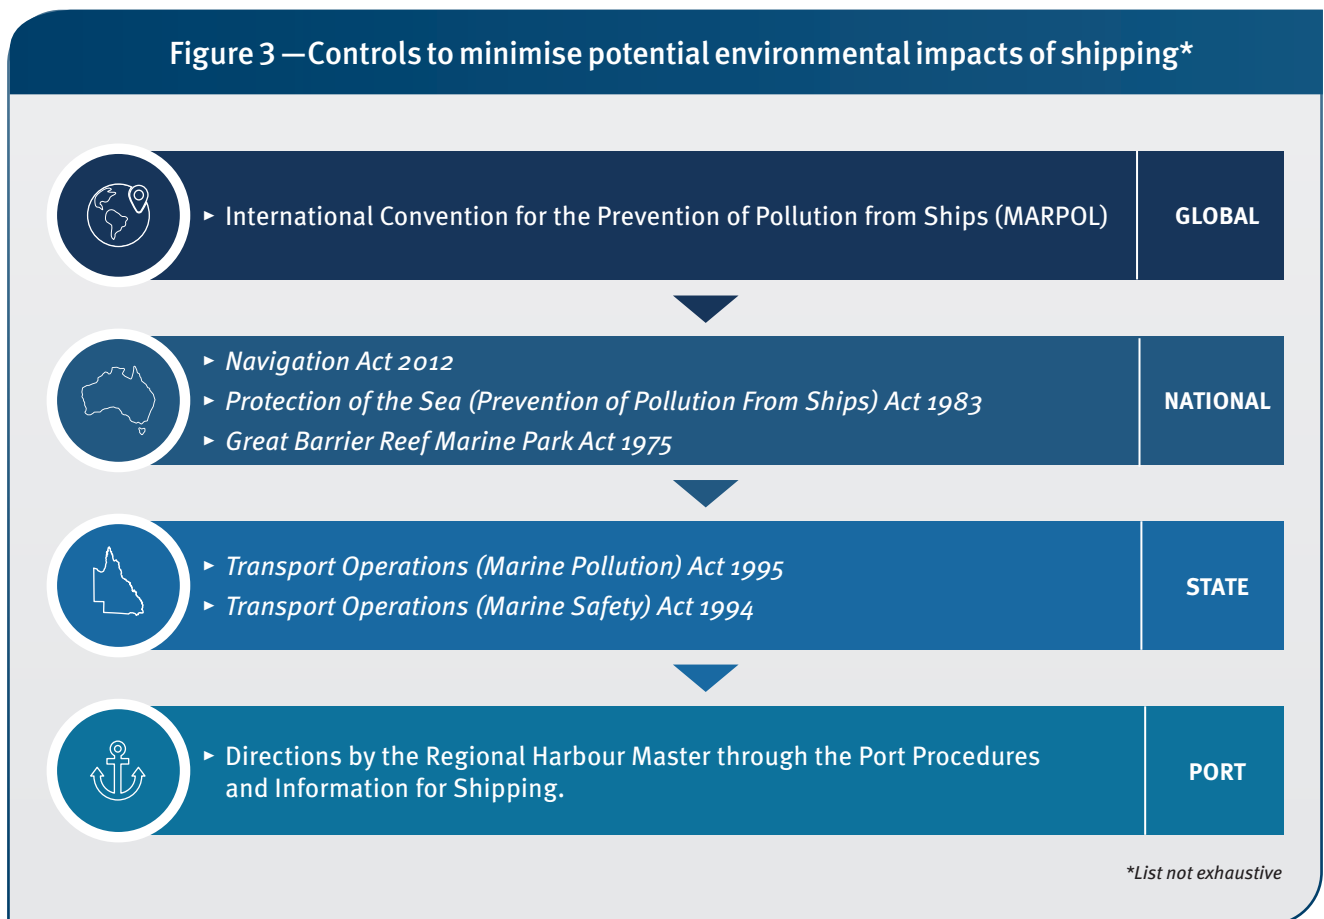 Figure 3 —Controls to minimise potential environmental impacts of shipping*
► International Convention for the Prevention of Pollution from Ships (MARPOL)
GLOBAL
► Navigation Act 2012
► Protection of the Sea (Prevention of Pollution From Ships) Act 1983
► Great Barrier Reef Marine Park Act 1975
NATIONAL
► Transport Operations (Marine Pollution) Act 1995
► Transport Operations (Marine Safety) Act 1994
STATE
► Directions by the Regional Harbour Master through the Port Procedures
and Information for Shipping.
PORT
*List not exhaustive